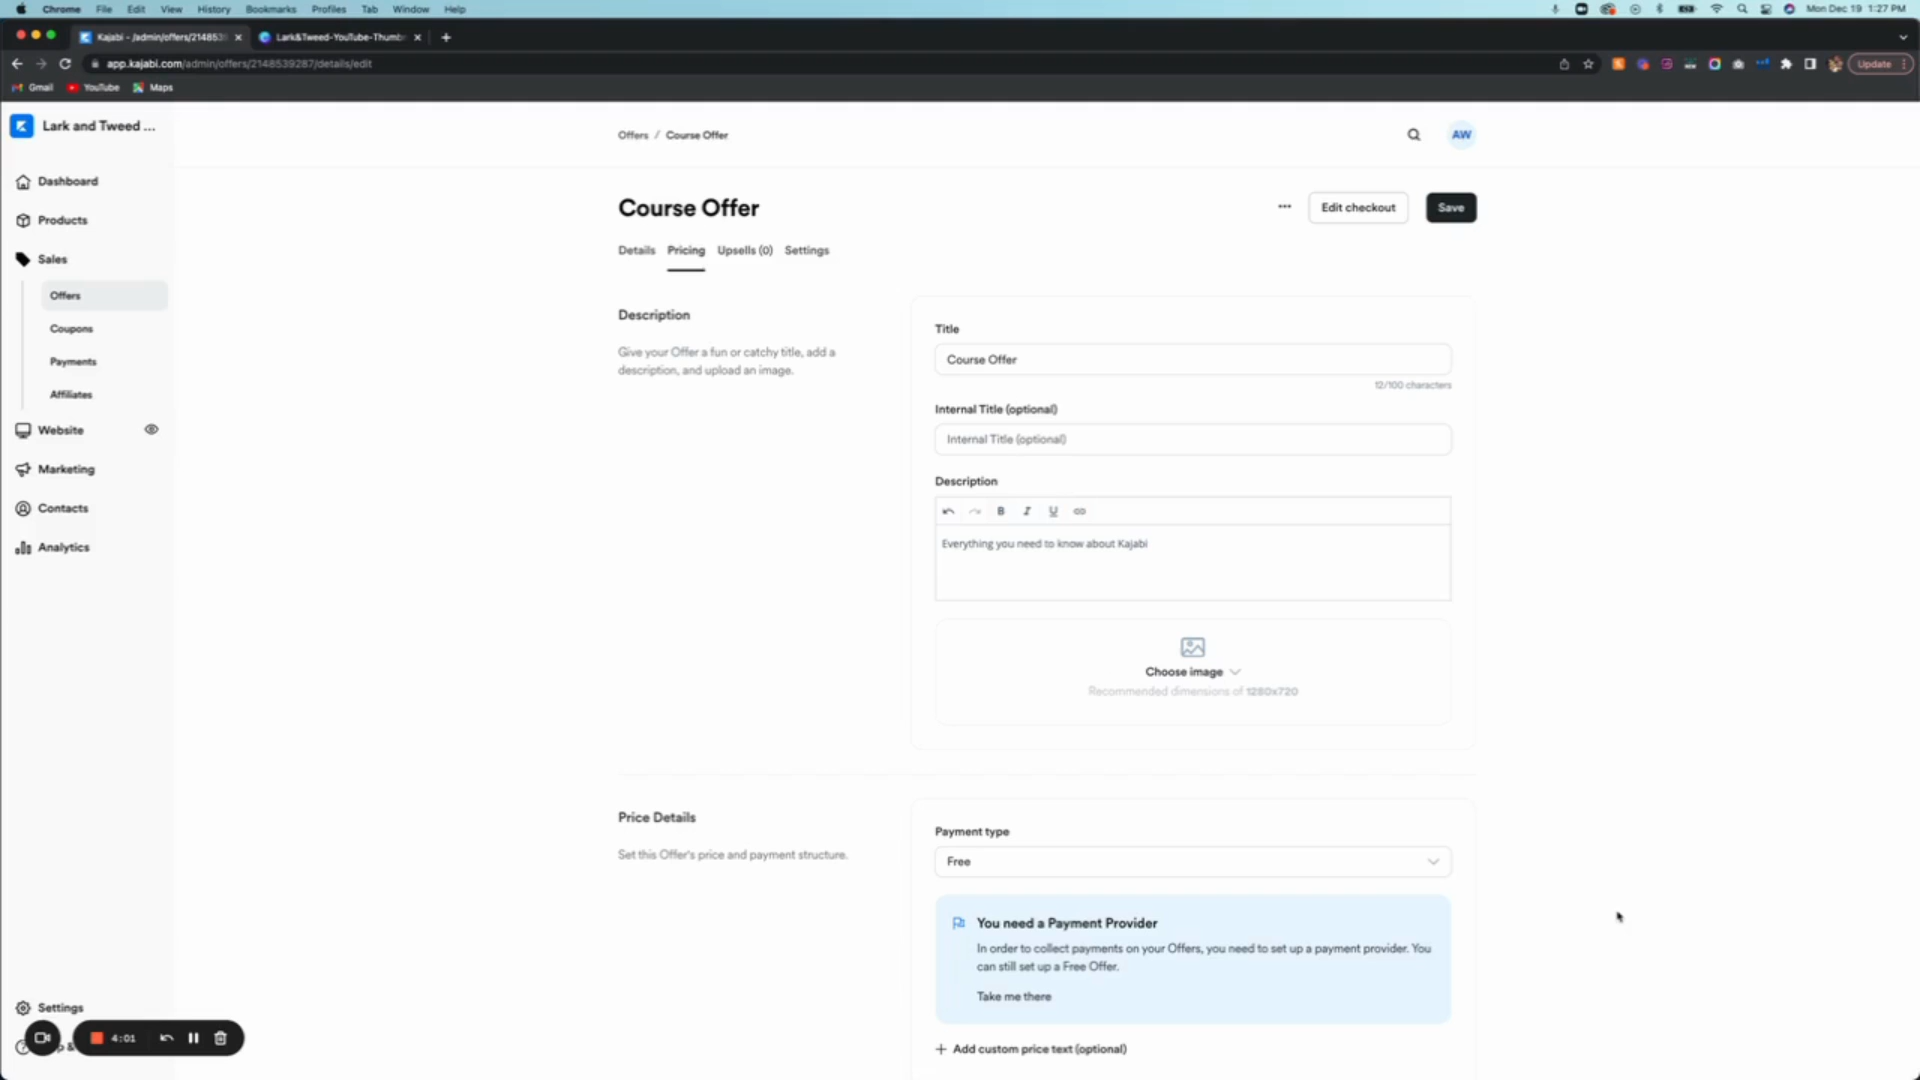 Chrome File Edit View History Bookmarks Profiles Tab Window Help
Mon Dec 19 1:27 PM
Kajabi - /admin/offers/214853
Lark&Tweed-YouTube-Thumb
app.kajabi.com/admin/offers/2148539287/details/edit
Update
Gmail YouTube Maps
Lark and Tweed ...
Offers / Course Offer
AW
Dashboard
Products
Sales
Offers
Coupons
Payments
Affiliates
Website
Marketing
Contacts
Analytics
Settings
4:01
Course Offer
Edit checkout
Save
Details Pricing Upsells (0) Settings
Description
Give your Offer a fun or catchy title, add a
description, and upload an image.
Title
Course Offer
12/100 characters
Internal Title (optional)
Internal Title (optional)
Description
B I U
Everything you need to know about Kajabi
Choose image
Recommended dimensions of 1280x720
Price Details
Set this Offer's price and payment structure.
Payment type
Free
You need a Payment Provider
In order to collect payments on your Offers, you need to set up a payment provider. You
can still set up a Free Offer.
Take me there
+ Add custom price text (optional)